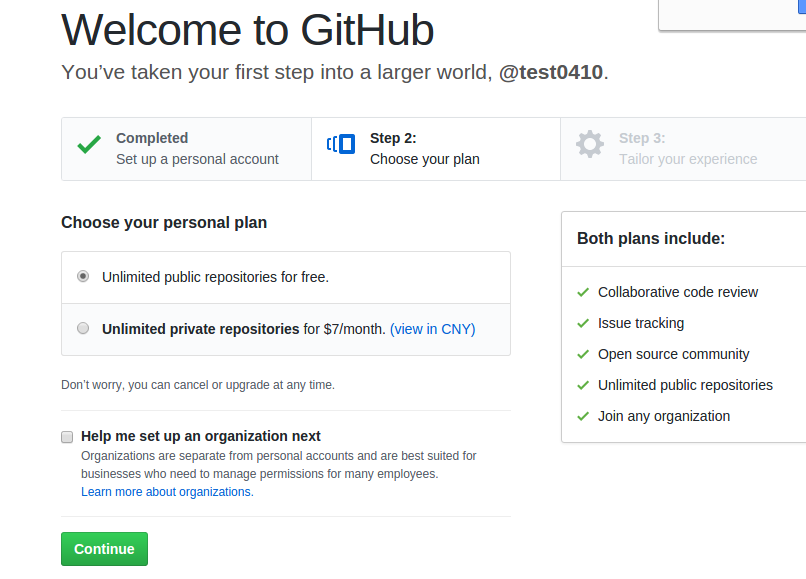 Welcome to GitHub
You’ve taken your first step into a larger world, @test0410.
Completed
Set up a personal account
Step 2:
Choose your plan
Step 3:
Tailor your experience
Choose your personal plan
Unlimited public repositories for free.
Unlimited private repositories for $7/month. (view in CNY)
Don’t worry, you can cancel or upgrade at any time.
Help me set up an organization next
Organizations are separate from personal accounts and are best suited for
businesses who need to manage permissions for many employees.
Learn more about organizations.
Continue
Both plans include:
Collaborative code review
Issue tracking
Open source community
Unlimited public repositories
Join any organization